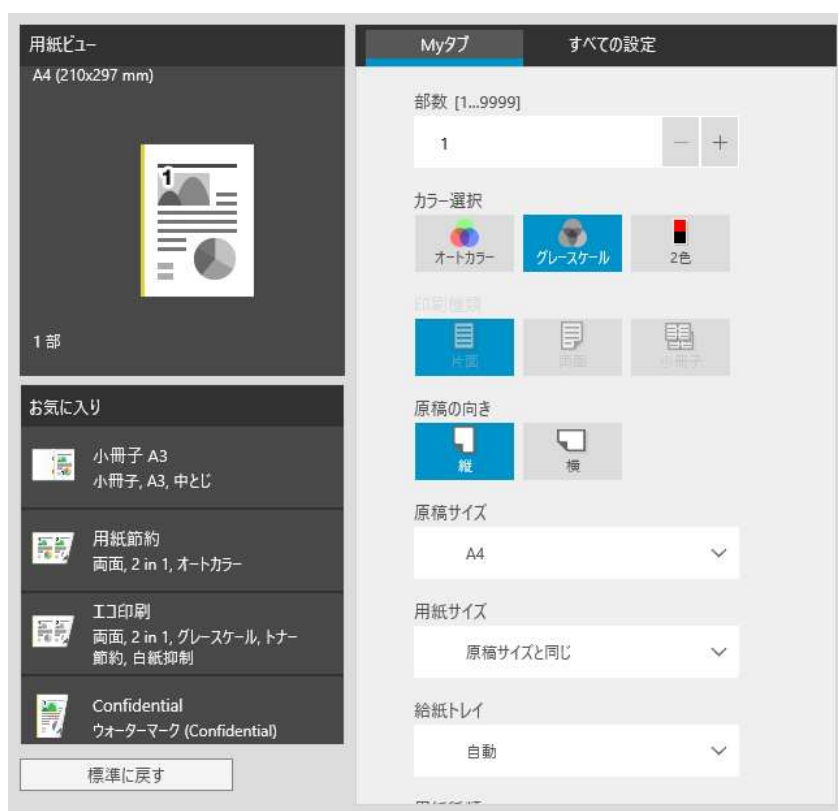 用紙ビュー
A4 (210x297 mm)
1
1 部
お気に入り
小冊子 A3
小冊子, A3, 中とじ
用紙節約
両面, 2 in 1, オートカラー
エコ印刷
両面, 2 in 1, グレースケール, トナー
節約, 白紙抑制
Confidential
ウォーターマーク (Confidential)
標準に戻す
Myタブ
すべての設定
部数 [1...9999]
1
カラー選択
オートカラー
グレースケール
2色
印刷種類
片面
両面
小冊子
原稿の向き
縦
横
原稿サイズ
A4
用紙サイズ
原稿サイズと同じ
給紙トレイ
自動